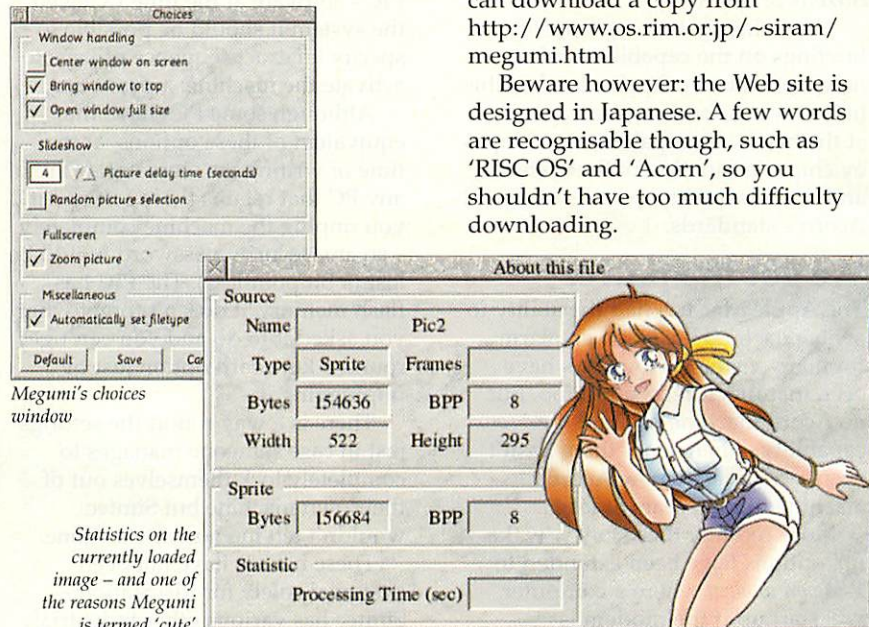 Choices
Window handling
Center window on screen
Bring window to top
Open window full size
Slideshow
4 Picture delay time (seconds)
Random picture selection
Fullscreen
Zoom picture
Miscellaneous
Automatically set filetype
Default Save
Megumi's choices
window
can download a copy from
http://www.os.rim.or.jp/~siram/
megumi.html
Beware however: the Web site is
designed in Japanese. A few words
are recognisable though, such as
'RISC OS' and 'Acorn', so you
shouldn't have too much difficulty
downloading.
About this file
Source
Name Pic2
Type Sprite Frames
Bytes 154636 BPP 8
Width 522 Height 295
Sprite
Bytes 156684 BPP 8
Statistic
Processing Time (sec)
Statistics on the
currently loaded
image – and one of
the reasons Megumi
is termed 'cute'